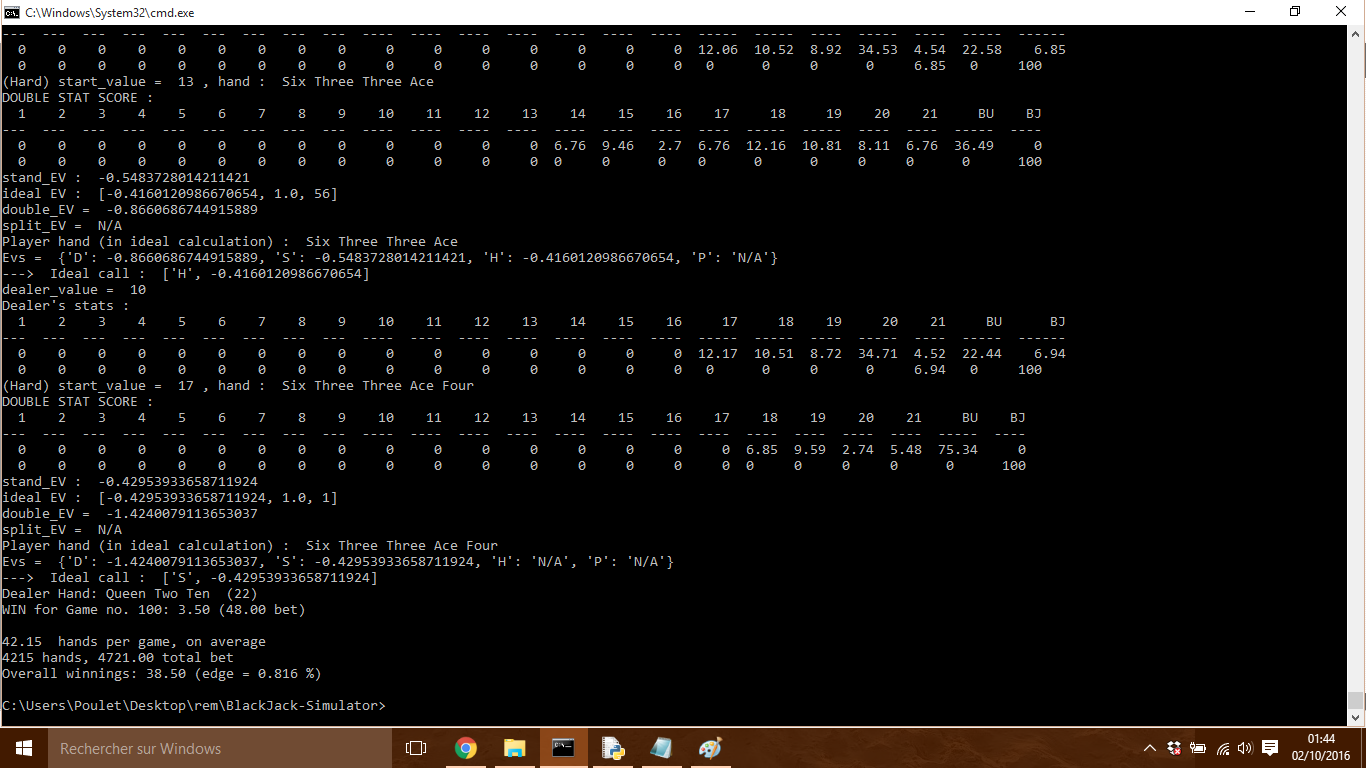 C:\Windows\System32\cmd.exe
--- --- --- --- --- --- --- --- --- ---- ---- ---- ---- ---- ---- ---- ----- ----- ---- ----- ---- ----- ------
0 0 0 0 0 0 0 0 0 0 0 0 0 0 0 0 12.06 10.52 8.92 34.53 4.54 22.58 6.85
0 0 0 0 0 0 0 0 0 0 0 0 0 0 0 0 0 0 0 0 6.85 0 100
(Hard) start_value =  13 , hand :  Six Three Three Ace
DOUBLE STAT SCORE :
1 2 3 4 5 6 7 8 9 10 11 12 13 14 15 16 17 18 19 20 21 BU BJ
--- --- --- --- --- --- --- --- --- ---- ---- ---- ---- ---- ---- ---- ---- ----- ----- ---- ---- ----- ----
0 0 0 0 0 0 0 0 0 0 0 0 0 6.76 9.46 2.7 6.76 12.16 10.81 8.11 6.76 36.49 0
0 0 0 0 0 0 0 0 0 0 0 0 0 0 0 0 0 0 0 0 0 0 100
stand_EV :  -0.5483728014211421
ideal EV :  [-0.4160120986670654, 1.0, 56]
double_EV =  -0.8660686744915889
split_EV =  N/A
Player hand (in ideal calculation) :  Six Three Three Ace
Evs =  {'D': -0.8660686744915889, 'S': -0.5483728014211421, 'H': -0.4160120986670654, 'P': 'N/A'}
---> Ideal call :  ['H', -0.4160120986670654]
dealer_value =  10
Dealer's stats :
1 2 3 4 5 6 7 8 9 10 11 12 13 14 15 16 17 18 19 20 21 BU BJ
--- --- --- --- --- --- --- --- --- ---- ---- ---- ---- ---- ---- ---- ----- ----- ---- ----- ---- ----- ------
0 0 0 0 0 0 0 0 0 0 0 0 0 0 0 0 12.17 10.51 8.72 34.71 4.52 22.44 6.94
0 0 0 0 0 0 0 0 0 0 0 0 0 0 0 0 0 0 0 0 6.94 0 100
(Hard) start_value =  17 , hand :  Six Three Three Ace Four
DOUBLE STAT SCORE :
1 2 3 4 5 6 7 8 9 10 11 12 13 14 15 16 17 18 19 20 21 BU BJ
--- --- --- --- --- --- --- --- --- ---- ---- ---- ---- ---- ---- ---- ---- ---- ---- ---- ---- ----- ----
0 0 0 0 0 0 0 0 0 0 0 0 0 0 0 0 0 6.85 9.59 2.74 5.48 75.34 0
0 0 0 0 0 0 0 0 0 0 0 0 0 0 0 0 0 0 0 0 0 0 100
stand_EV :  -0.42953933658711924
ideal EV :  [-0.42953933658711924, 1.0, 1]
double_EV =  -1.4240079113653037
split_EV =  N/A
Player hand (in ideal calculation) :  Six Three Three Ace Four
Evs =  {'D': -1.4240079113653037, 'S': -0.42953933658711924, 'H': 'N/A', 'P': 'N/A'}
---> Ideal call :  ['S', -0.42953933658711924]
Dealer Hand: Queen Two Ten  (22)
WIN for Game no. 100: 3.50 (48.00 bet)
42.15  hands per game, on average
4215 hands, 4721.00 total bet
Overall winnings: 38.50 (edge = 0.816 %)
C:\Users\Poulet\Desktop\rem\BlackJack-Simulator>
Rechercher sur Windows
01:44
02/10/2016